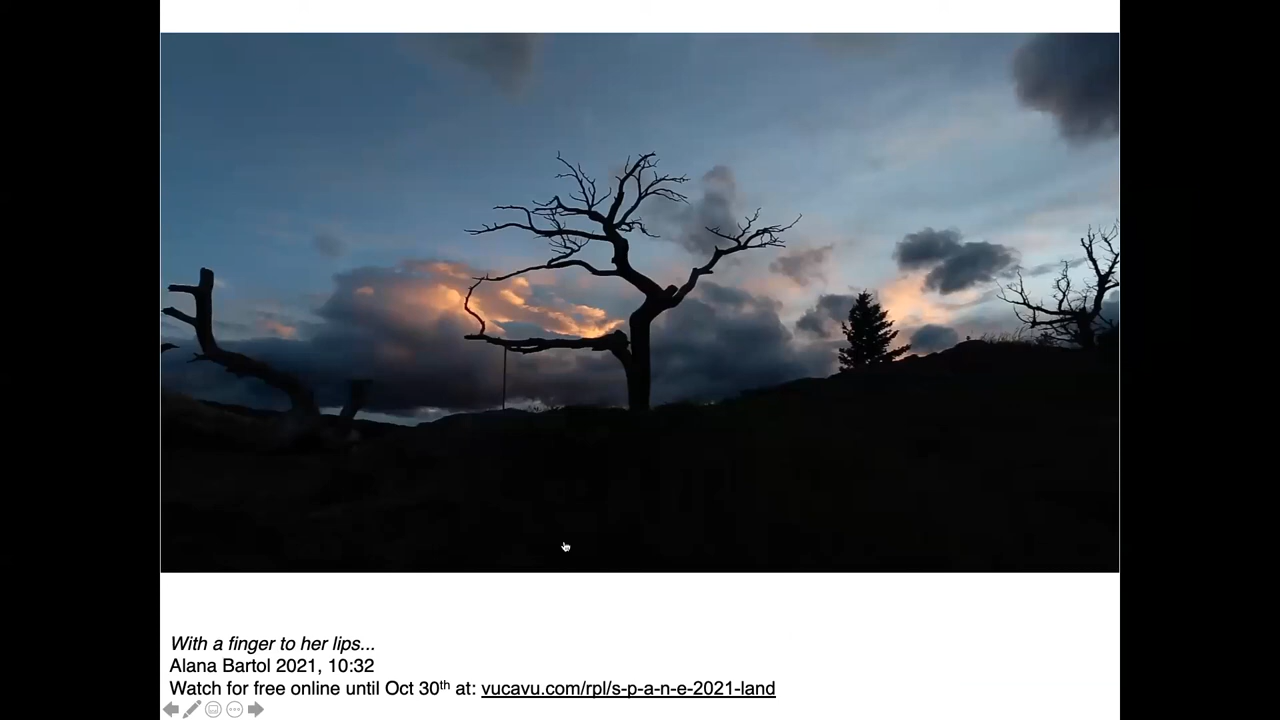 With a finger to her lips...
Alana Bartol 2021, 10:32
Watch for free online until Oct 30th at: vucavu.com/rpl/s-p-a-n-e-2021-land